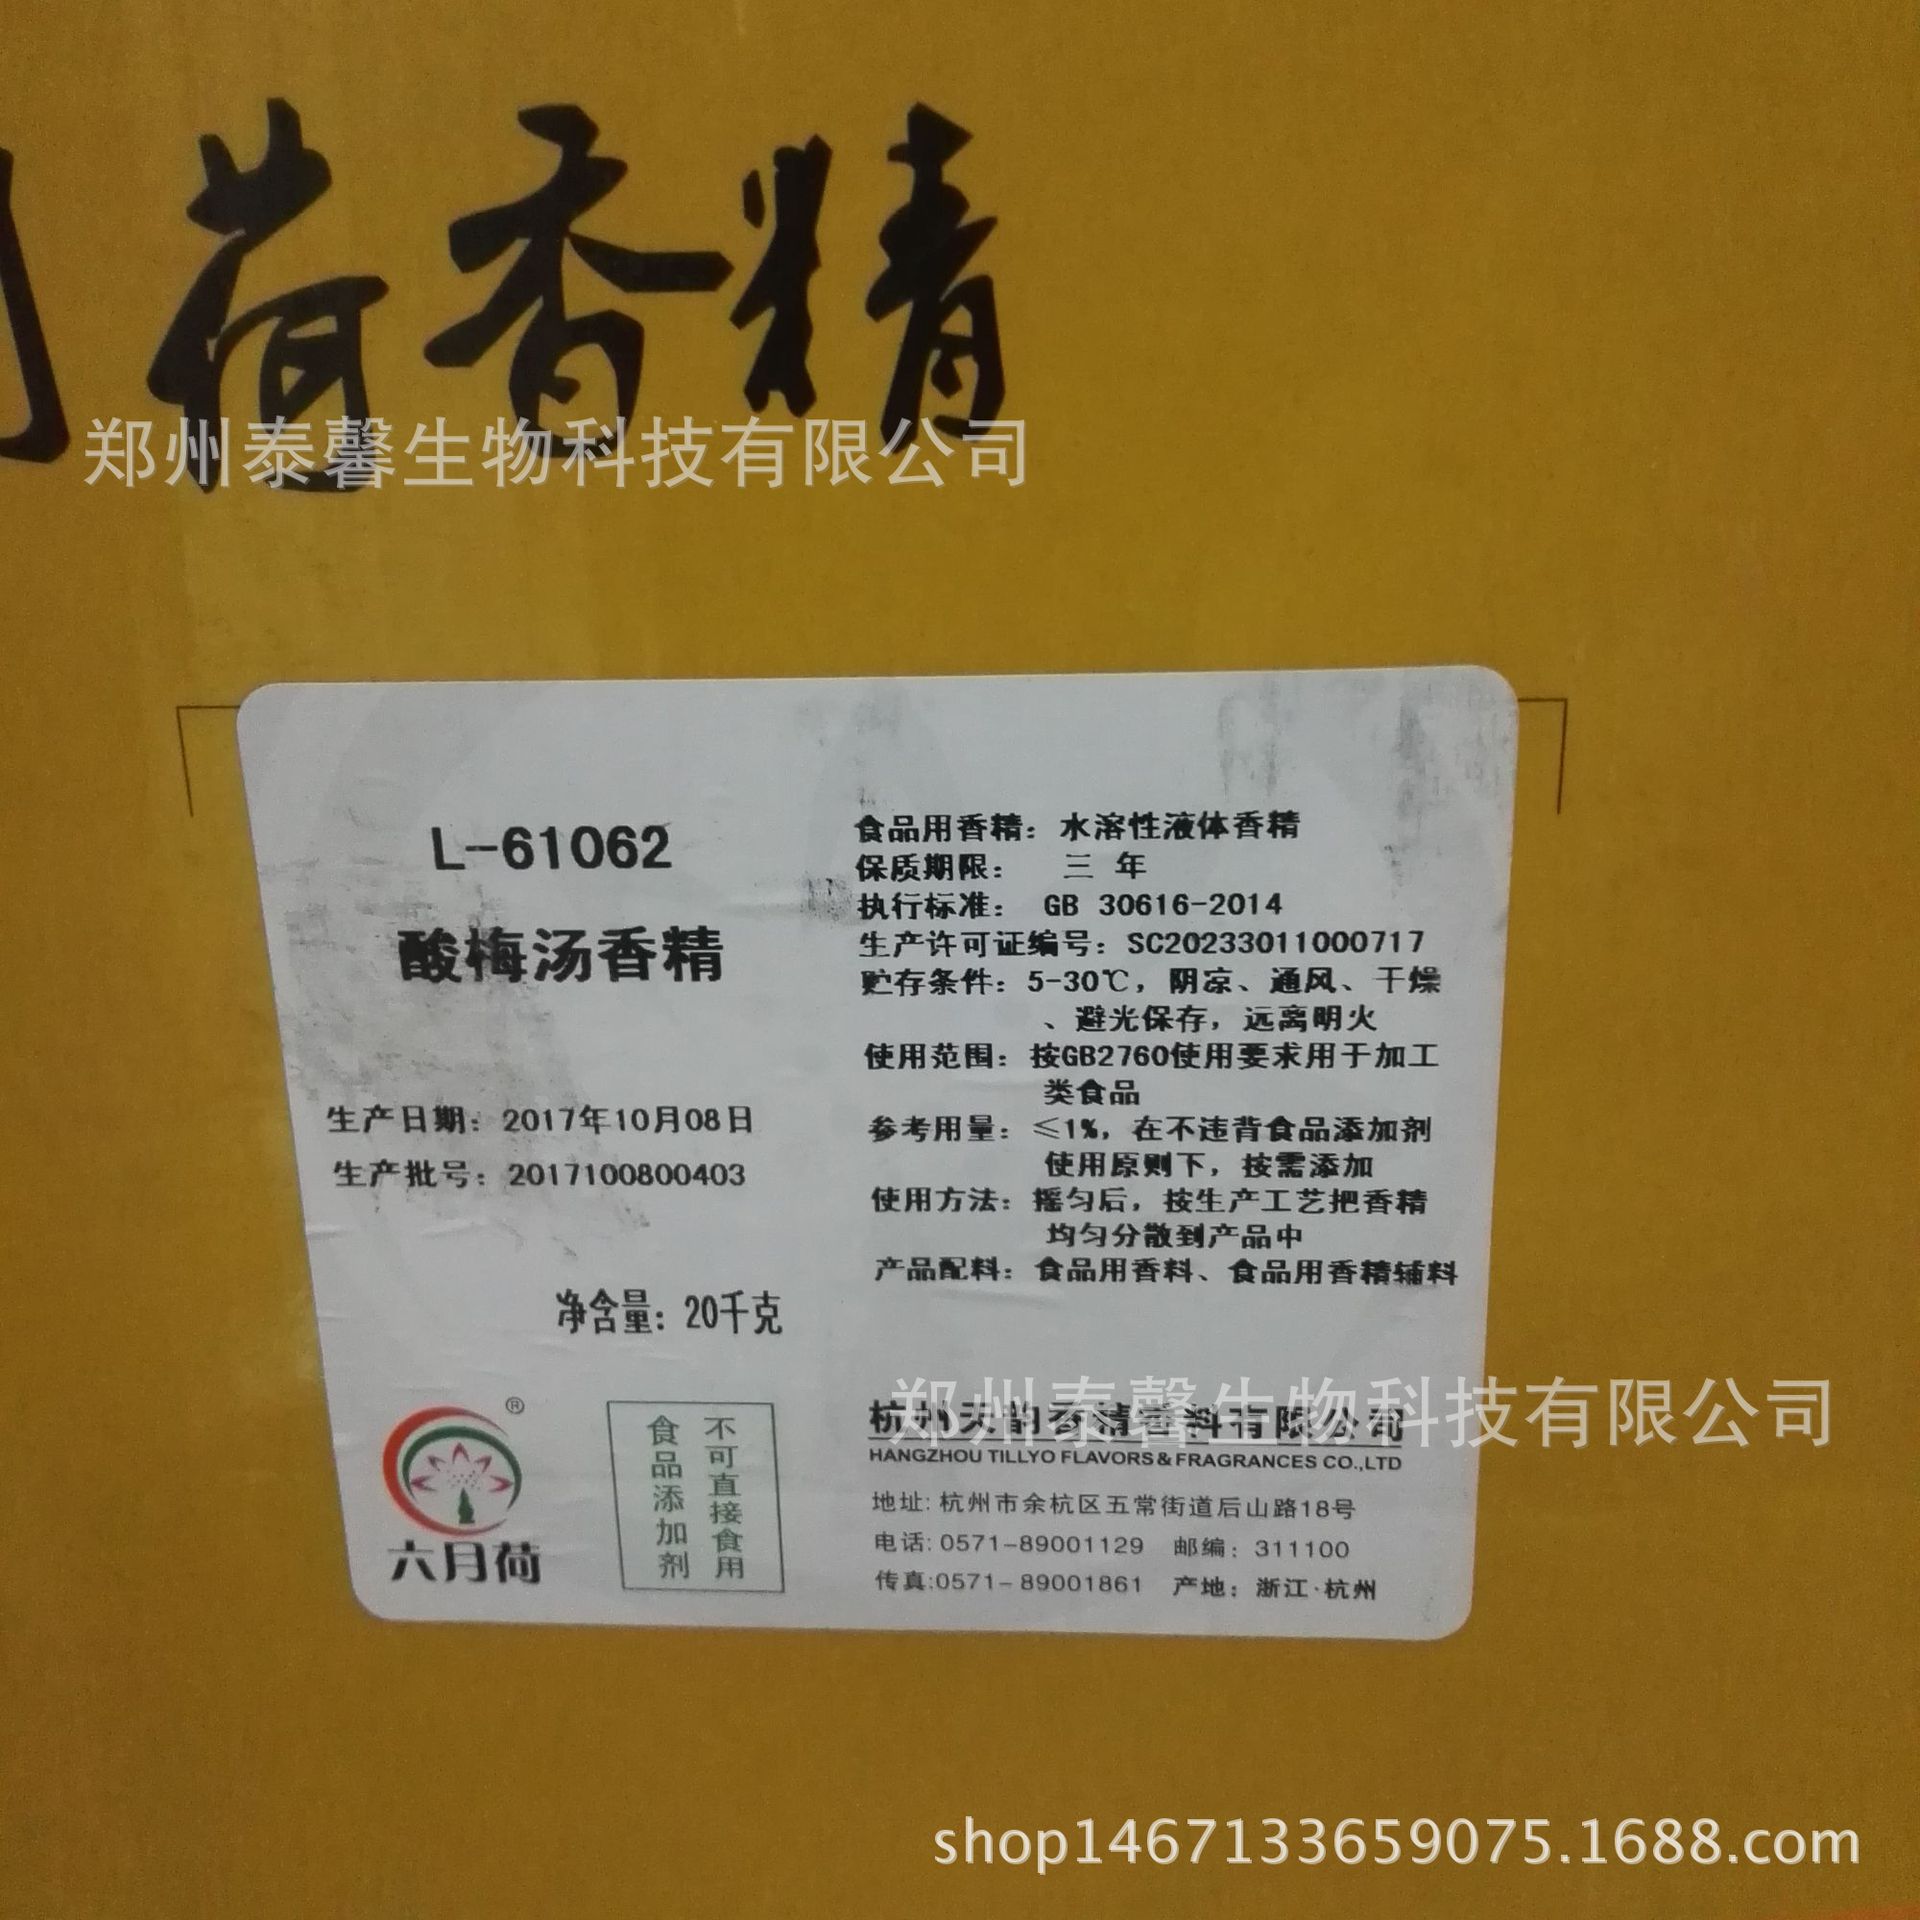 荷香精
郑州泰馨生物科技有限公司
L-61062
酸梅汤香精
生产日期：2017年10月08日
生产批号：2017100800403
净含量：20千克
六月荷
®
食品添加剂
不可直接食用
食品用香精：水溶性液体香精
保质期限： 三 年
执行标准： GB 30616-2014
生产许可证编号：SC20233011000717
贮存条件：5-30℃，阴凉、通风、干燥
、避光保存，远离明火
使用范围：按GB2760使用要求用于加工
类食品
参考用量：≤1%，在不违背食品添加剂
使用原则下，按需添加
使用方法：摇匀后，按生产工艺把香精
均匀分散到产品中
产品配料：食品用香料、食品用香精辅料
郑州泰馨生物科技有限公司
杭州天韵香精香料有限公司
HANGZHOU TILLYO FLAVORS&FRAGRANCES CO.,LTD
地址: 杭州市余杭区五常街道后山路18号
电话: 0571-89001129 邮编: 311100
传真:0571-89001861 产地: 浙江·杭州
shop1467133659075.1688.com